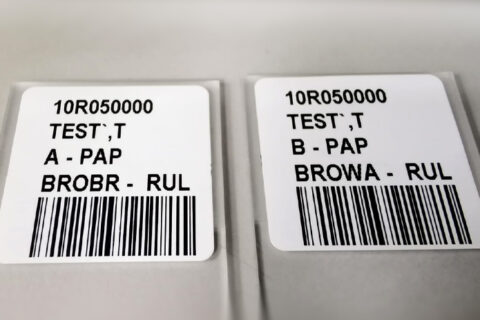 10R050000
TEST`,T
A - PAP
BROBR - RUL
10R050000
TEST`,T
B - PAP
BROWA - RUL